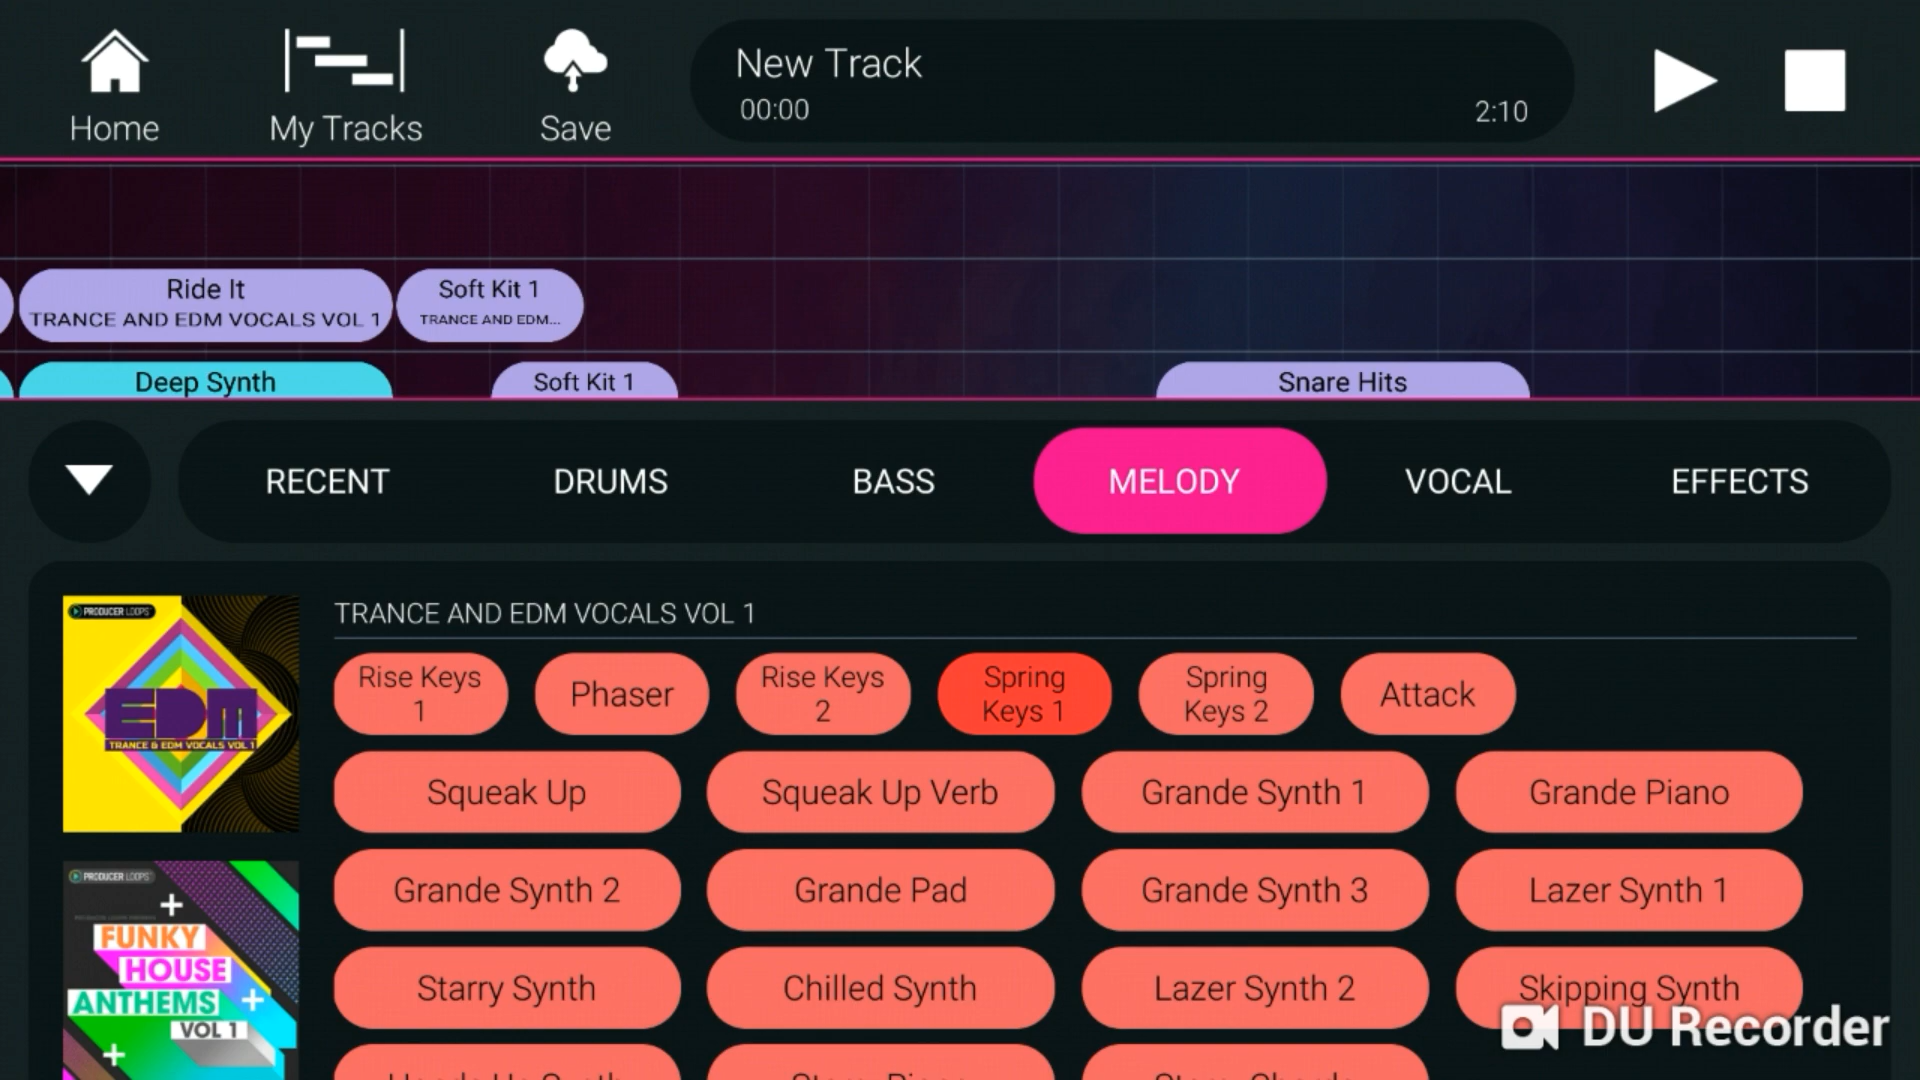 Home
My Tracks
Save
New Track
00:00
2:10
Ride It
TRANCE AND EDM VOCALS VOL 1
Soft Kit 1
TRANCE AND EDM...
Deep Synth
Soft Kit 1
Snare Hits
RECENT
DRUMS
BASS
MELODY
VOCAL
EFFECTS
PRODUCER LOOPS
EDM
TRANCE & EDM VOCALS VOL 1
TRANCE AND EDM VOCALS VOL 1
Rise Keys
1
Phaser
Rise Keys
2
Spring
Keys 1
Spring
Keys 2
Attack
Squeak Up
Squeak Up Verb
Grande Synth 1
Grande Piano
PRODUCER LOOPS
FUNKY
HOUSE
ANTHEMS
VOL 1
Grande Synth 2
Grande Pad
Grande Synth 3
Lazer Synth 1
Starry Synth
Chilled Synth
Lazer Synth 2
Skipping Synth
DU Recorder